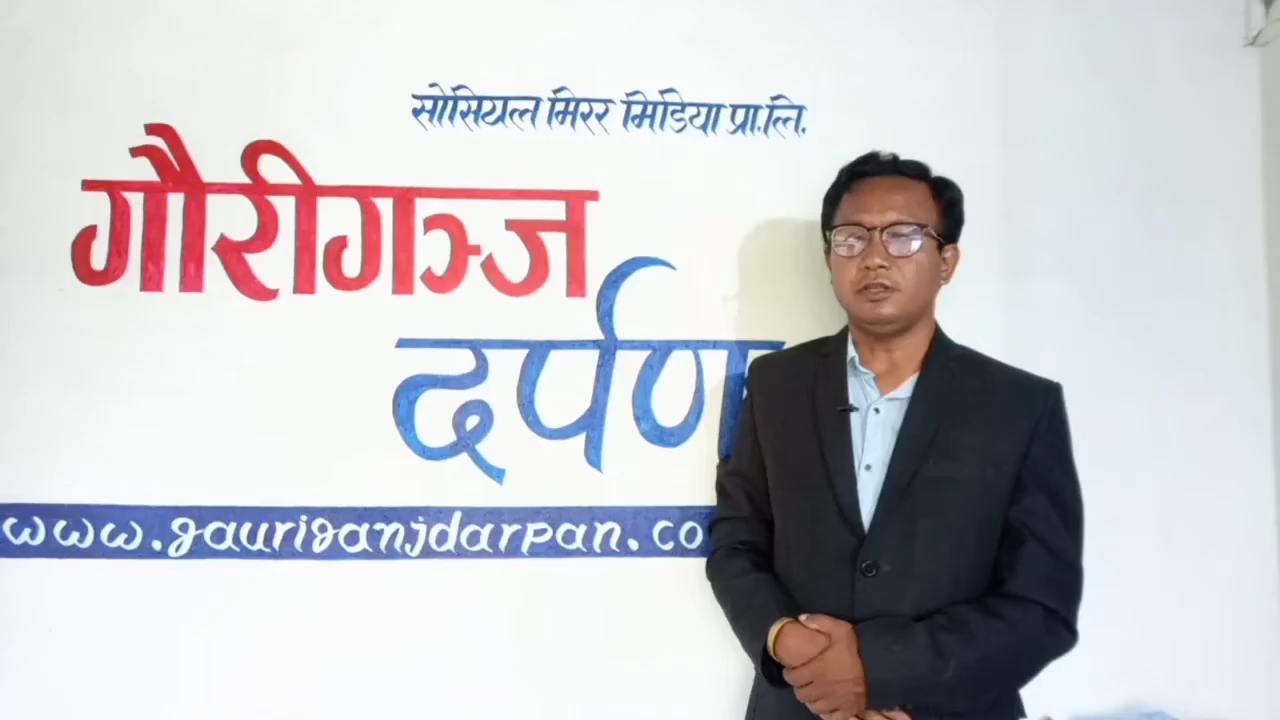 सोसियल मिरर मिडिया प्रा.लि.
गौरीगञ्ज
दर्पण
www.gauriganjdarpan.co